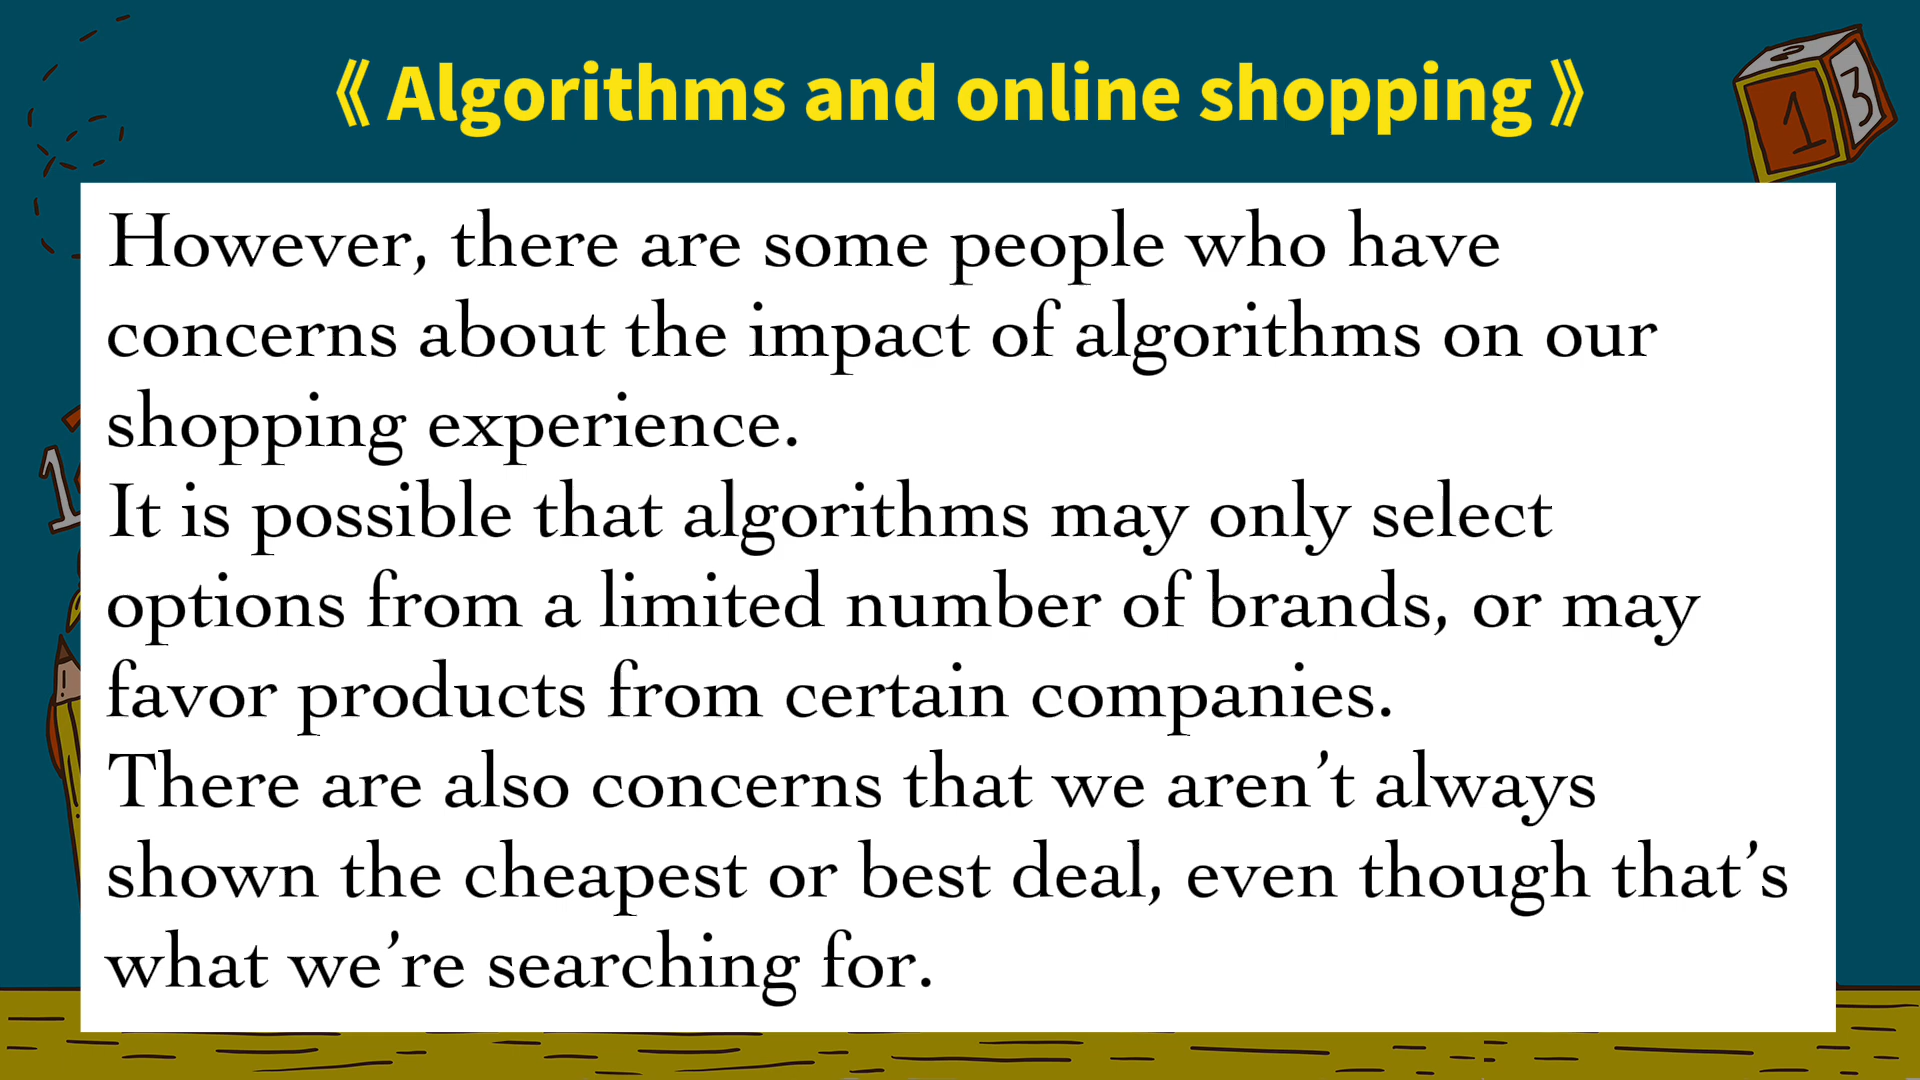 《 Algorithms and online shopping 》
1 3
However, there are some people who have
concerns about the impact of algorithms on our
shopping experience.
It is possible that algorithms may only select
options from a limited number of brands, or may
favor products from certain companies.
There are also concerns that we aren’t always
shown the cheapest or best deal, even though that’s
what we’re searching for.
1